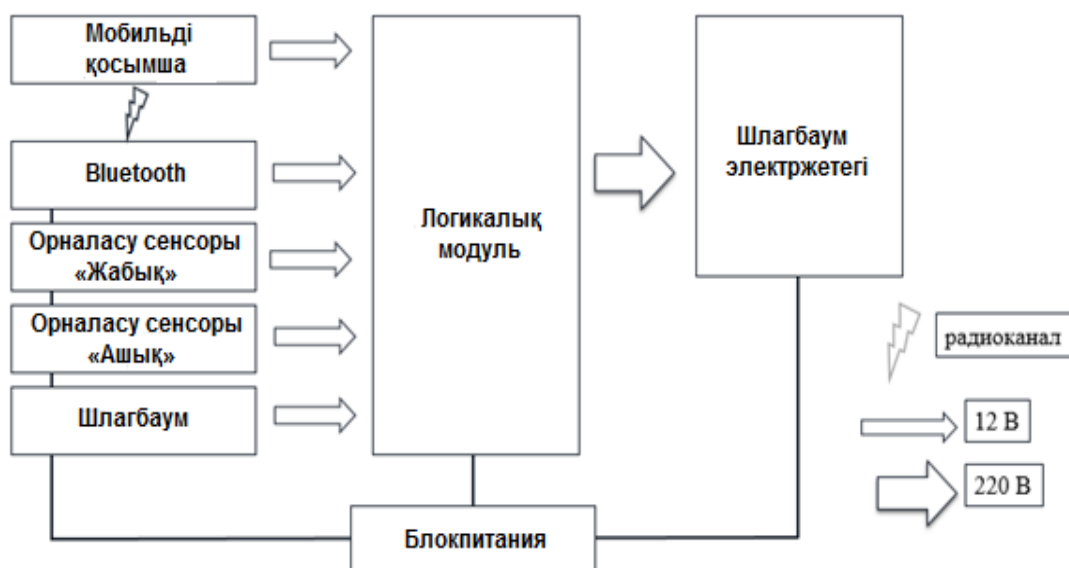 Мобильді
қосымша
Bluetooth
Орналасу сенсоры
«Жабық»
Орналасу сенсоры
«Ашық»
Шлагбаум
Логикалық
модуль
Шлагбаум
электржетегі
Блокпитания
радиоканал
12 В
220 В